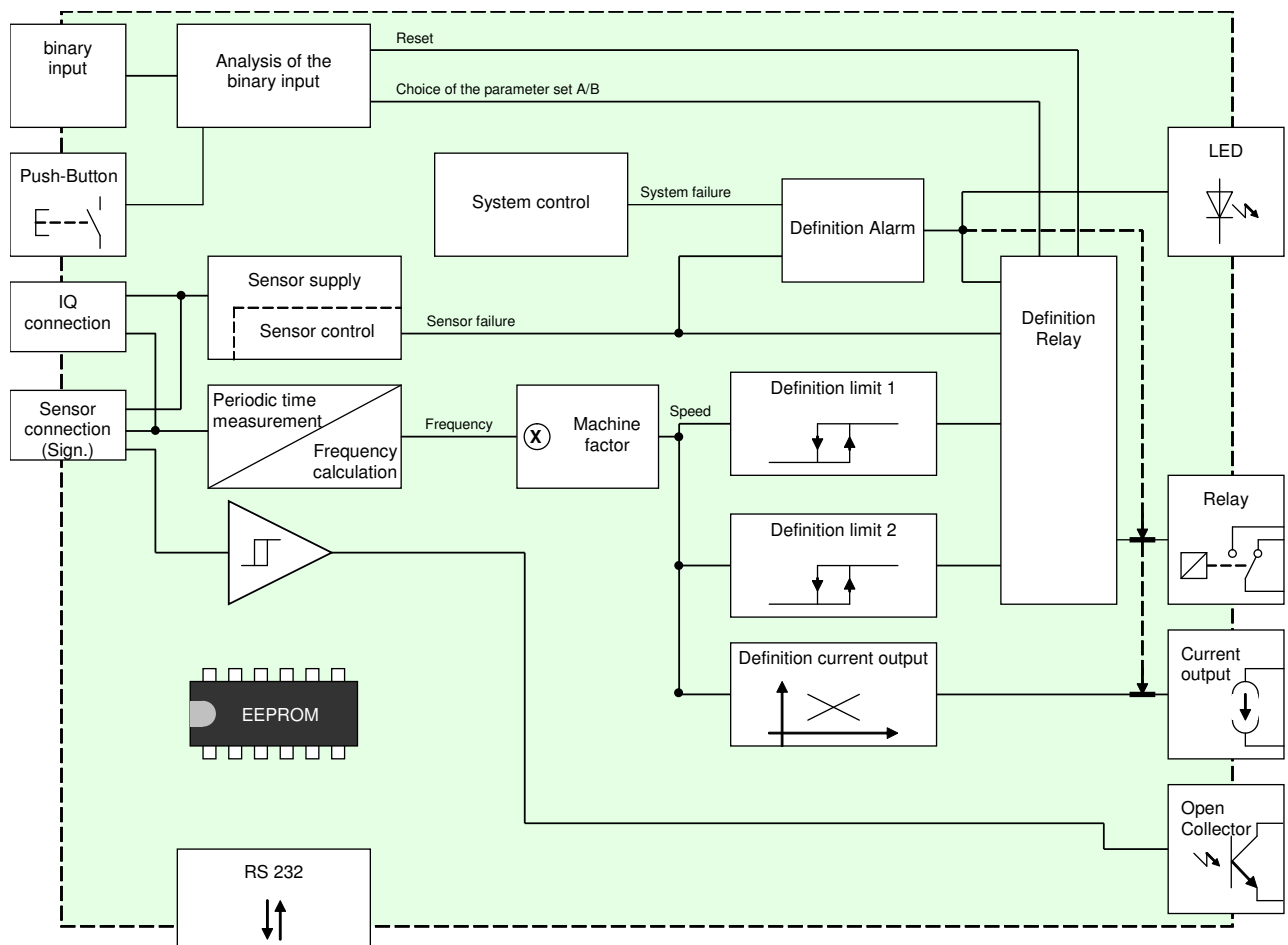 binary
input
Analysis of the
binary input
Reset
Choice of the parameter set A/B
Push-Button
System control
System failure
Definition Alarm
LED
IQ
connection
Sensor supply
Sensor control
Sensor failure
Definition
Relay
Sensor
connection
(Sign.)
Periodic time
measurement
Frequency
calculation
Frequency
X
Machine
factor
Speed
Definition limit 1
Definition limit 2
Definition current output
Relay
Current
output
EEPROM
Open
Collector
RS 232